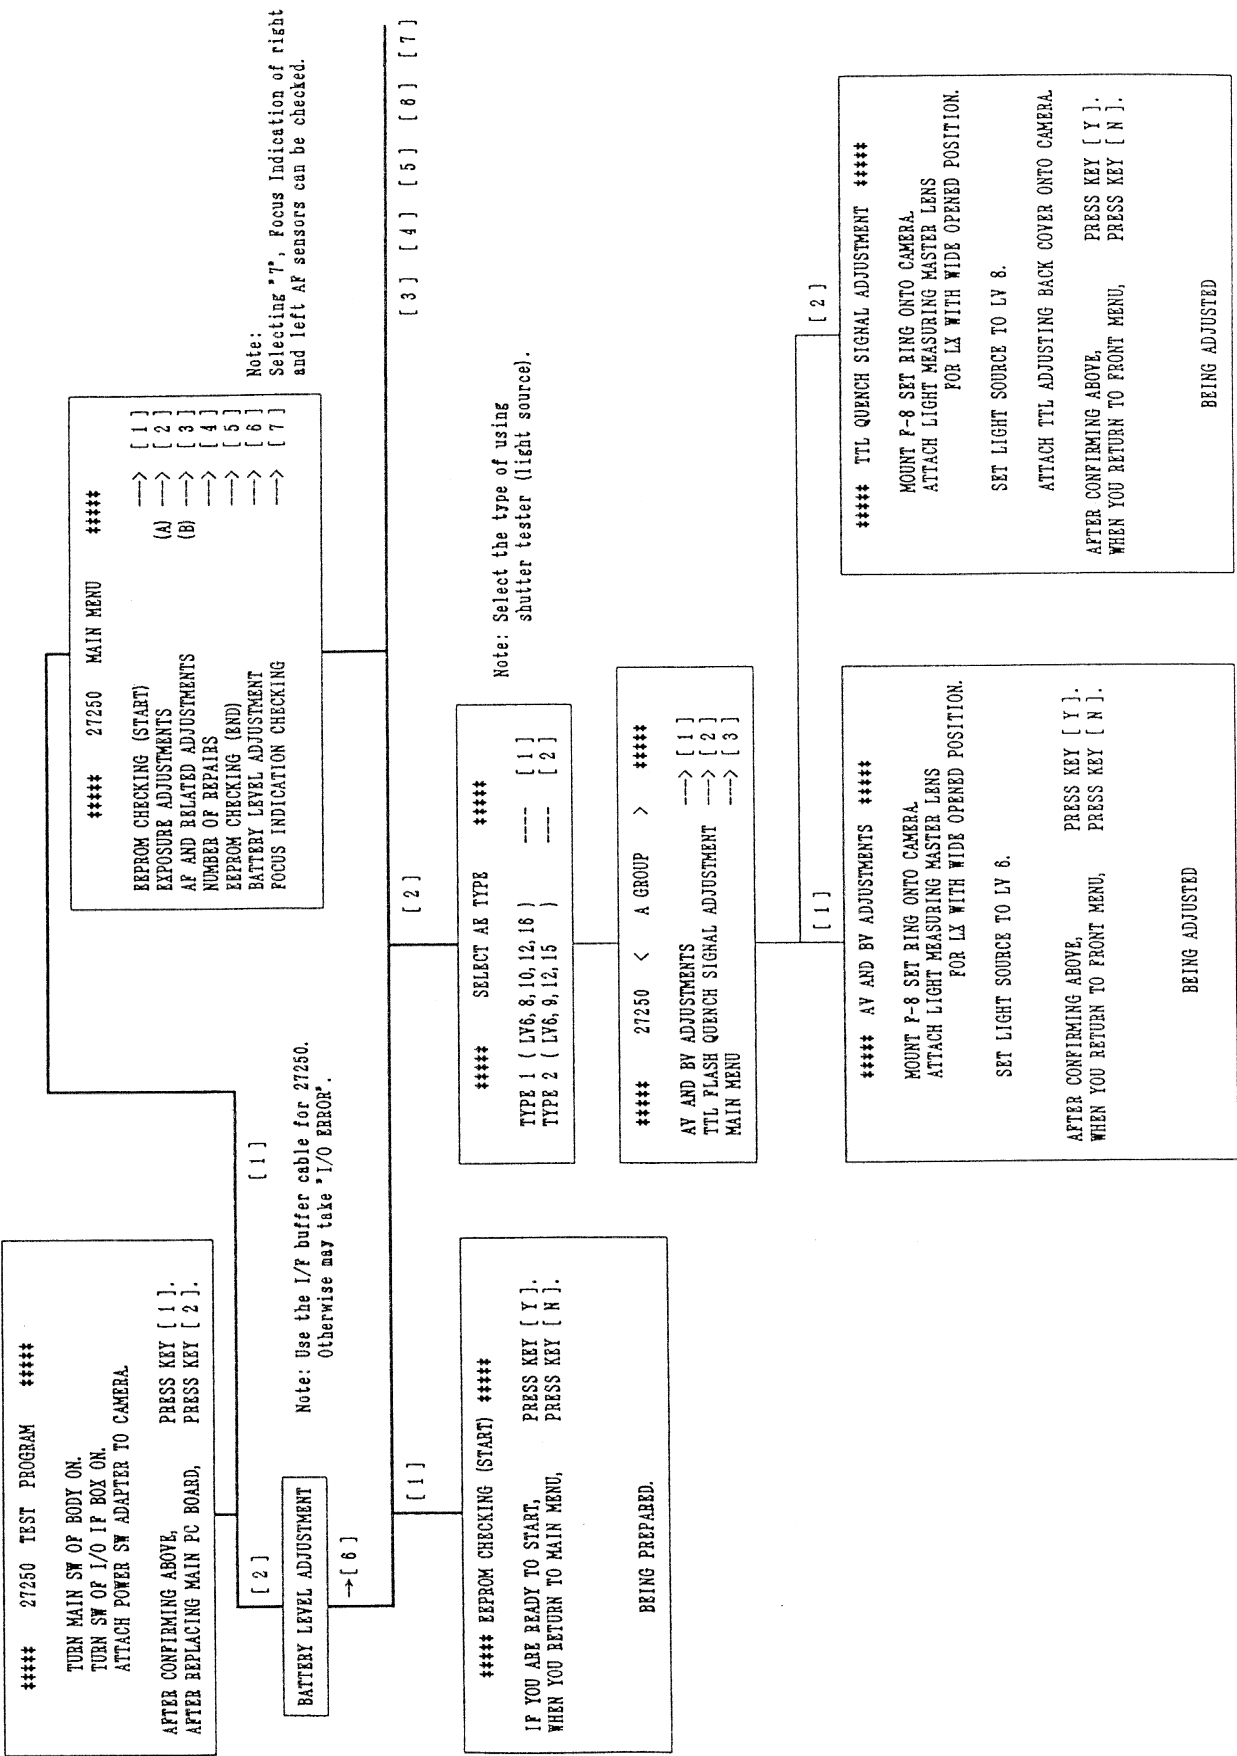 *****   27250  TEST  PROGRAM   *****
TURN MAIN SW OF BODY ON.
TURN SW OF I/O IF BOX ON.
ATTACH POWER SW ADAPTER TO CAMERA.
AFTER CONFIRMING ABOVE,   PRESS KEY [ 1 ].
AFTER REPLACING MAIN PC BOARD,   PRESS KEY [ 2 ].
[ 2 ]
[ 1 ]
BATTERY LEVEL ADJUSTMENT
→[ 6 ]
Note: Use the I/F buffer cable for 27250.
Otherwise may take "I/O ERROR".
*****   27250   MAIN MENU   *****
EEPROM CHECKING (START)   ---> [ 1 ]
EXPOSURE ADJUSTMENTS   (A) ---> [ 2 ]
AF AND RELATED ADJUSTMENTS   (B) ---> [ 3 ]
NUMBER OF REPAIRS   ---> [ 4 ]
EEPROM CHECKING (END)   ---> [ 5 ]
BATTERY LEVEL ADJUSTMENT   ---> [ 6 ]
FOCUS INDICATION CHECKING   ---> [ 7 ]
Note:
Selecting "7", Focus Indication of right
and left AF sensors can be checked.
[ 1 ]
[ 2 ]
[ 3 ] [ 4 ] [ 5 ] [ 6 ] [ 7 ]
***** EEPROM CHECKING (START) *****
IF YOU ARE READY TO START,   PRESS KEY [ Y ].
WHEN YOU RETURN TO MAIN MENU,   PRESS KEY [ N ].
BEING PREPARED.
*****   SELECT AE TYPE   *****
TYPE 1 ( LV6, 8, 10, 12, 16 )   ---- [ 1 ]
TYPE 2 ( LV6, 9, 12, 15 )   ---- [ 2 ]
Note: Select the type of using
shutter tester (light source).
*****   27250  <  A GROUP  >   *****
AV AND BV ADJUSTMENTS   ---> [ 1 ]
TTL FLASH QUENCH SIGNAL ADJUSTMENT   ---> [ 2 ]
MAIN MENU   ---> [ 3 ]
[ 1 ]
[ 2 ]
*****  AV AND BV ADJUSTMENTS  *****
MOUNT F-8 SET RING ONTO CAMERA.
ATTACH LIGHT MEASURING MASTER LENS
FOR LX WITH WIDE OPENED POSITION.
SET LIGHT SOURCE TO LV 6.
AFTER CONFIRMING ABOVE,   PRESS KEY [ Y ].
WHEN YOU RETURN TO FRONT MENU,   PRESS KEY [ N ].
BEING ADJUSTED
*****  TTL QUENCH SIGNAL ADJUSTMENT  *****
MOUNT F-8 SET RING ONTO CAMERA.
ATTACH LIGHT MEASURING MASTER LENS
FOR LX WITH WIDE OPENED POSITION.
SET LIGHT SOURCE TO LV 8.
ATTACH TTL ADJUSTING BACK COVER ONTO CAMERA.
AFTER CONFIRMING ABOVE,   PRESS KEY [ Y ].
WHEN YOU RETURN TO FRONT MENU,   PRESS KEY [ N ].
BEING ADJUSTED